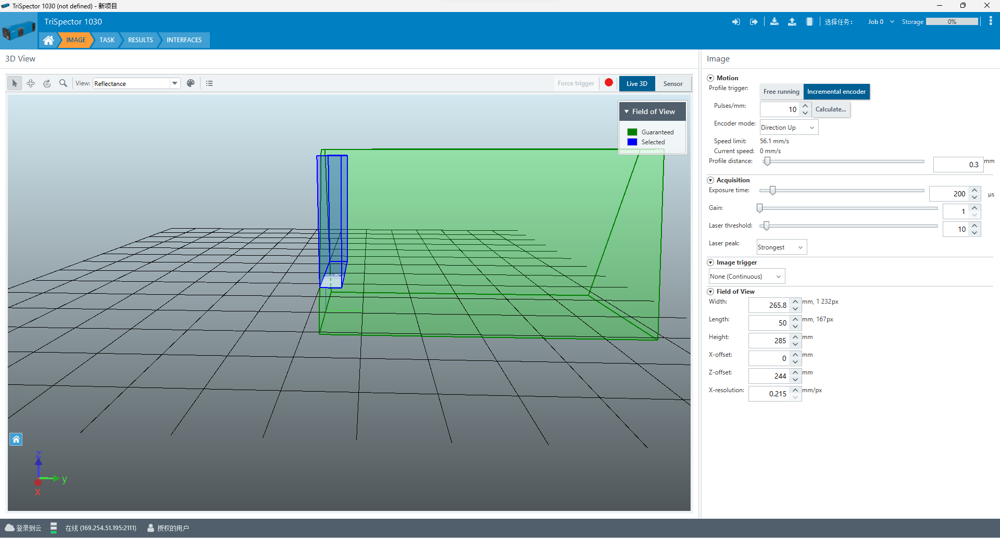 TriSpector 1030 (not defined) - 新项目
TriSpector 1030
选择任务: Job 0 Storage 0%
IMAGE TASK RESULTS INTERFACES
3D View
View: Reflectance Force trigger Live 3D Sensor
Field of View
Guaranteed
Selected
z
y
x
Image
Motion
Profile trigger: Free running Incremental encoder
Pulses/mm: 10 Calculate...
Encoder mode: Direction Up
Speed limit: 56.1 mm/s
Current speed: 0 mm/s
Profile distance: 0.3 mm
Acquisition
Exposure time: 200 µs
Gain: 1
Laser threshold: 10
Laser peak: Strongest
Image trigger
None (Continuous)
Field of View
Width: 265.8 mm, 1 232px
Length: 50 mm, 167px
Height: 285 mm
X-offset: 0 mm
Z-offset: 244 mm
X-resolution: 0.215 mm/px
登录到云 在线 (169.254.51.195:2111) 授权的用户